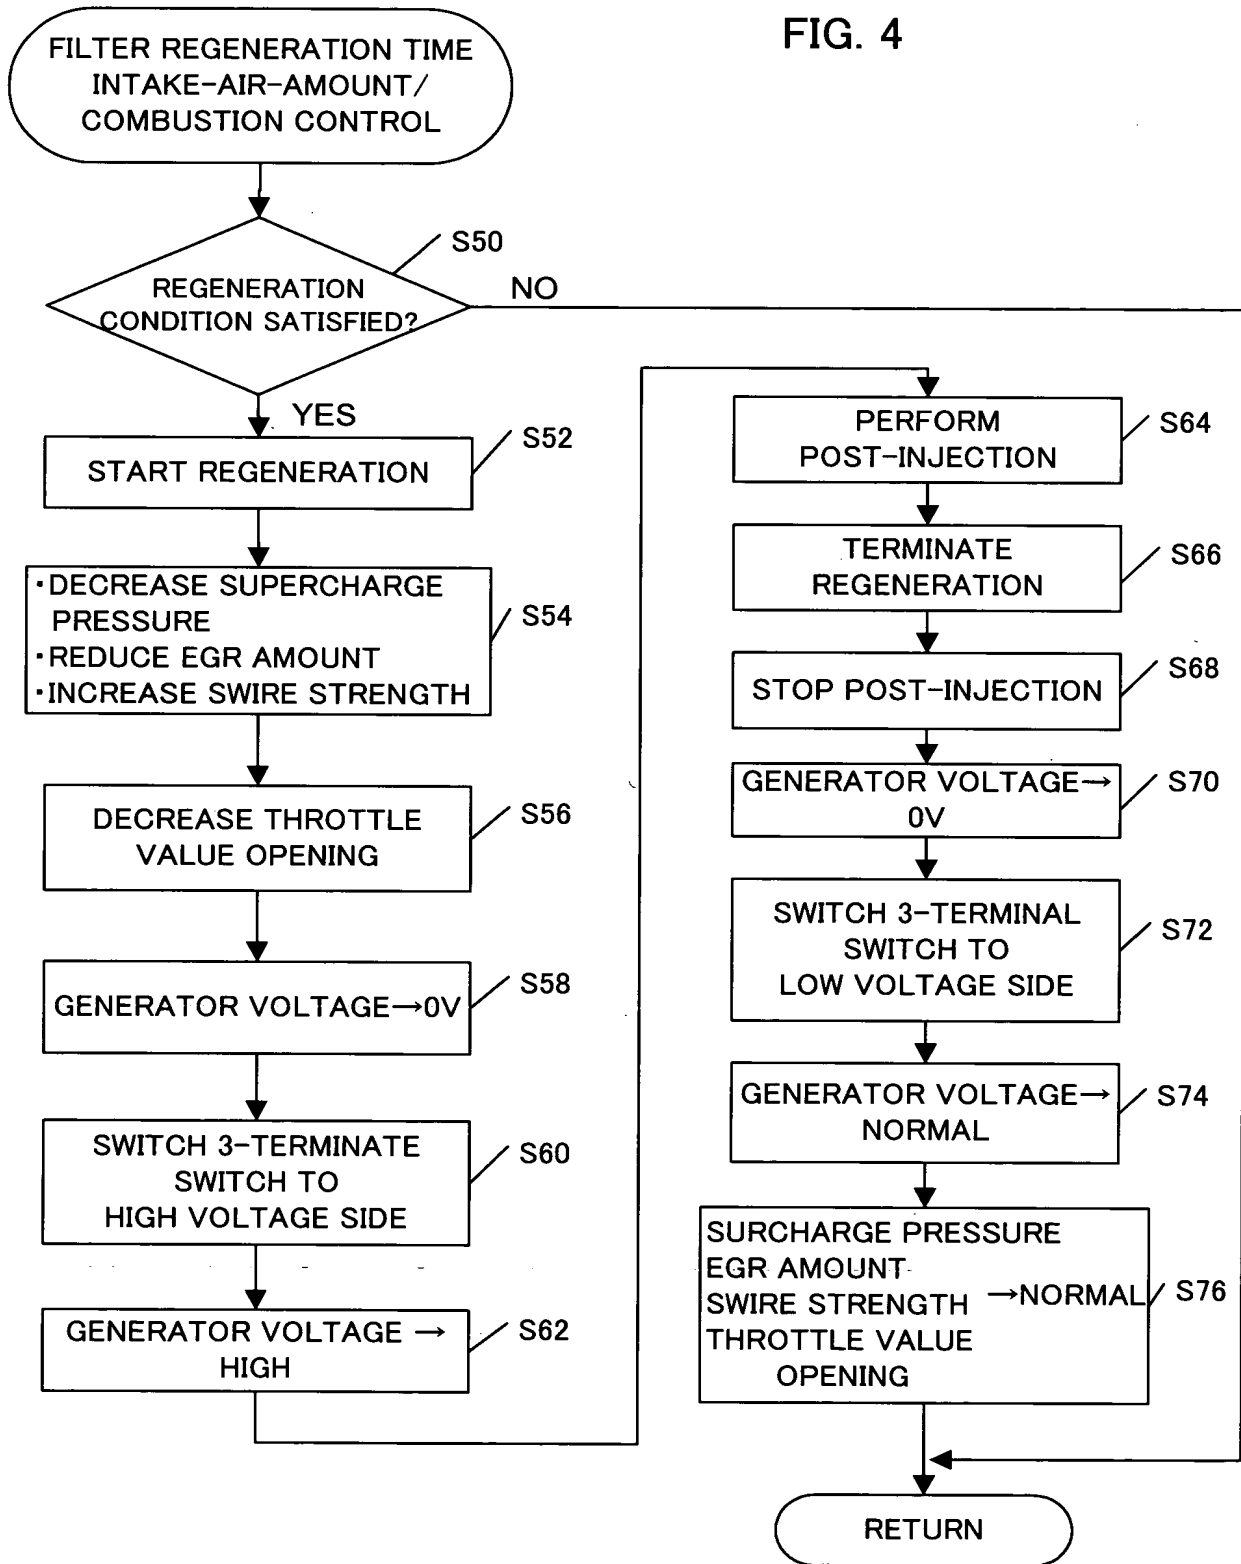 FIG. 4
FILTER REGENERATION TIME
INTAKE-AIR-AMOUNT/
COMBUSTION CONTROL
S50
REGENERATION
CONDITION SATISFIED?
NO
YES
S52
START REGENERATION
・DECREASE SUPERCHARGE
PRESSURE
・REDUCE EGR AMOUNT
・INCREASE SWIRE STRENGTH
S54
DECREASE THROTTLE
VALUE OPENING
S56
GENERATOR VOLTAGE→0V
S58
SWITCH 3-TERMINATE
SWITCH TO
HIGH VOLTAGE SIDE
S60
GENERATOR VOLTAGE →
HIGH
S62
PERFORM
POST-INJECTION
S64
TERMINATE
REGENERATION
S66
STOP POST-INJECTION
S68
GENERATOR VOLTAGE→
0V
S70
SWITCH 3-TERMINAL
SWITCH TO
LOW VOLTAGE SIDE
S72
GENERATOR VOLTAGE→
NORMAL
S74
SURCHARGE PRESSURE
EGR AMOUNT
SWIRE STRENGTH →NORMAL
THROTTLE VALUE
OPENING
S76
RETURN